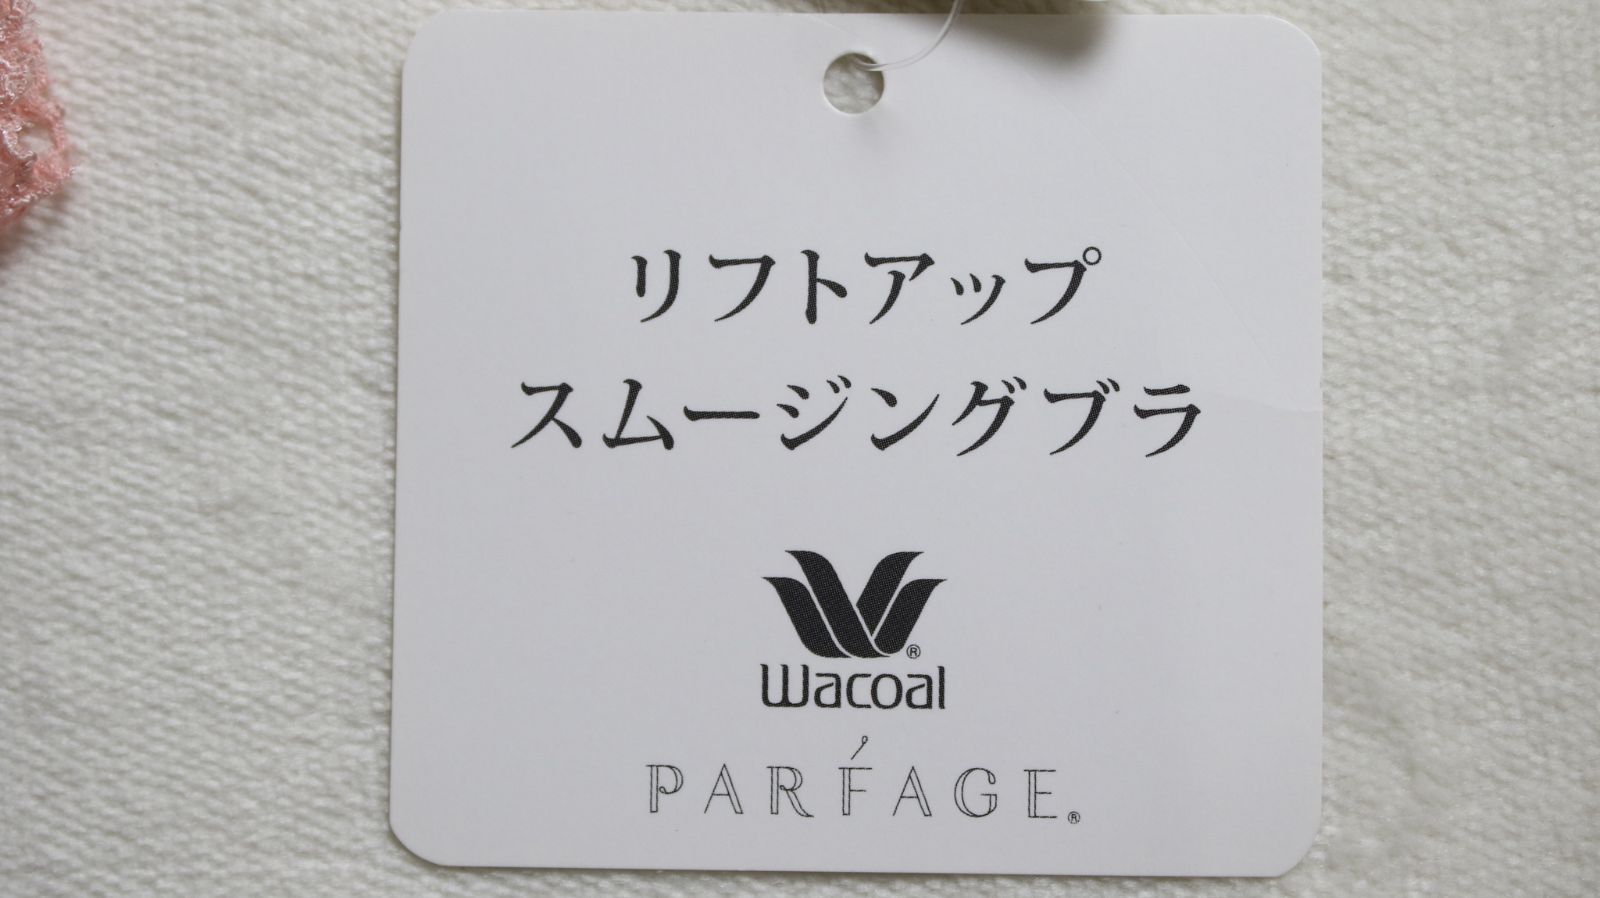 リフトアップ
スムージングブラ
®
Wacoal
PARFAGE®